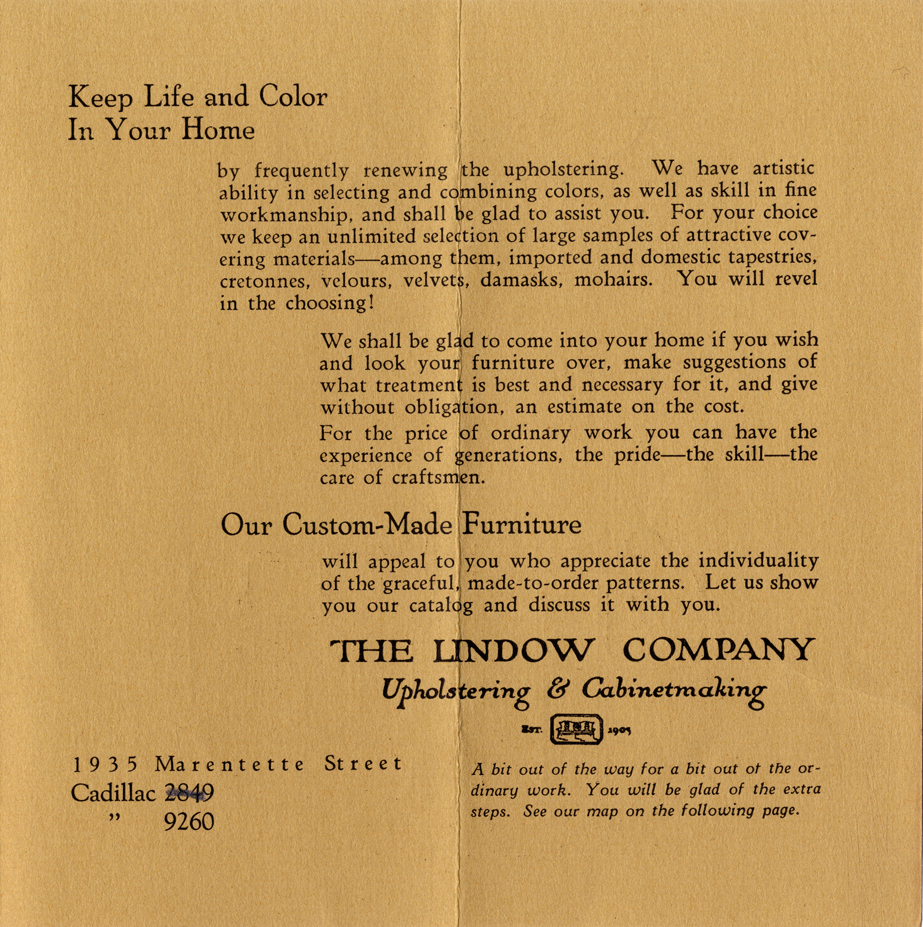 Keep Life and Color
In Your Home
by frequently renewing the upholstering. We have artistic
ability in selecting and combining colors, as well as skill in fine
workmanship, and shall be glad to assist you. For your choice
we keep an unlimited selection of large samples of attractive cov-
ering materials—among them, imported and domestic tapestries,
cretonnes, velours, velvets, damasks, mohairs. You will revel
in the choosing!
We shall be glad to come into your home if you wish
and look your furniture over, make suggestions of
what treatment is best and necessary for it, and give
without obligation, an estimate on the cost.
For the price of ordinary work you can have the
experience of generations, the pride—the skill—the
care of craftsmen.
Our Custom-Made Furniture
will appeal to you who appreciate the individuality
of the graceful, made-to-order patterns. Let us show
you our catalog and discuss it with you.
THE LINDOW COMPANY
Upholstering & Cabinetmaking
EST. 1905
1935 Marentette Street
Cadillac 2849
” 9260
A bit out of the way for a bit out of the or-
dinary work. You will be glad of the extra
steps. See our map on the following page.